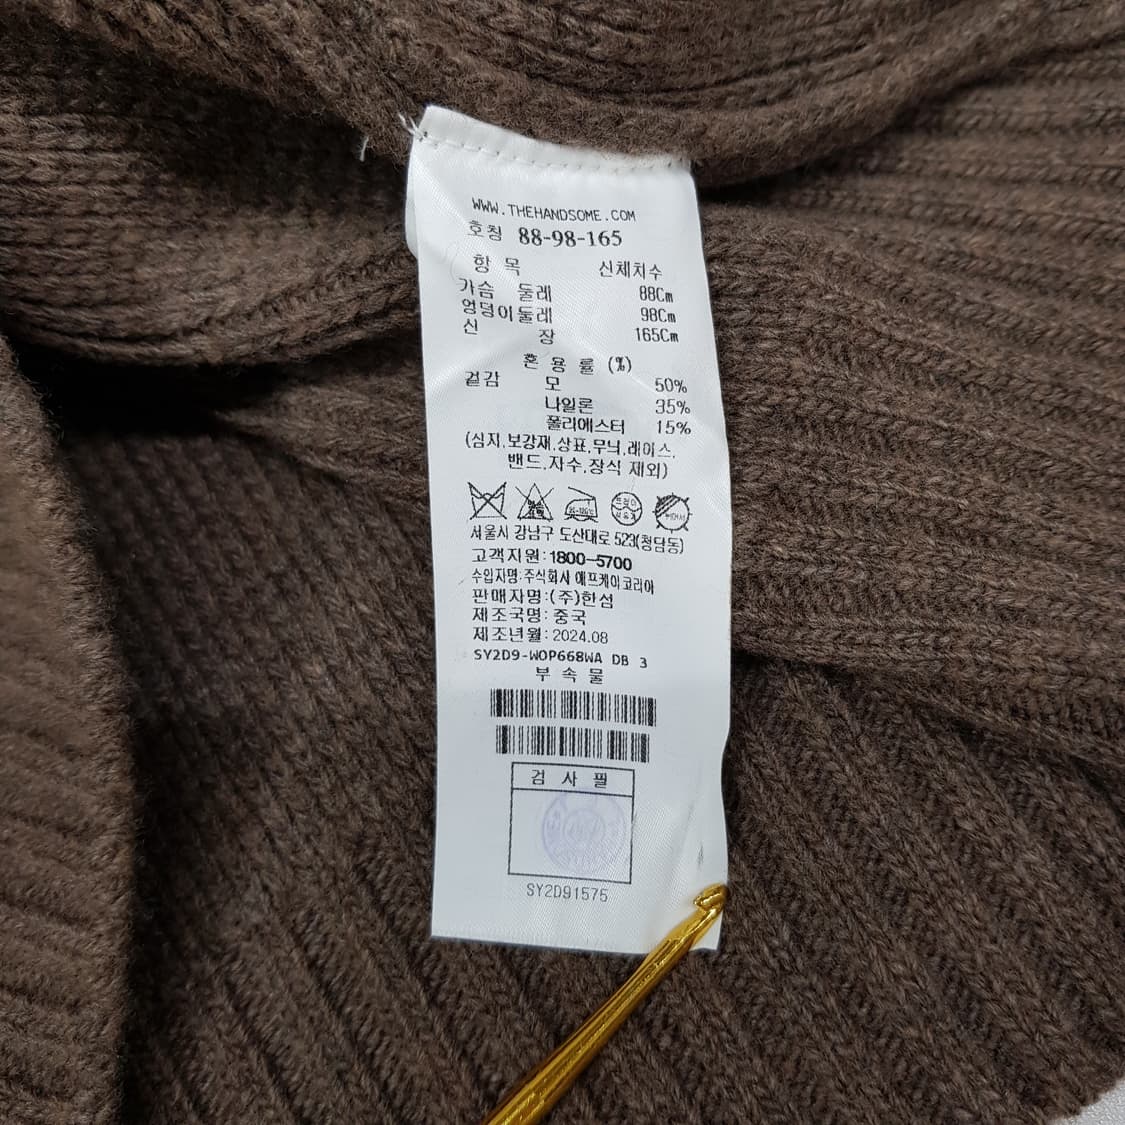 WWW.THEHANDSOME.COM
호칭 88-98-165
항 목 신체치수
가슴 둘레 88Cm
엉덩이둘레 98Cm
신 장 165Cm
혼 용 률 (%)
겉감 모 50%
나일론 35%
폴리에스터 15%
(심지,보강재,상표,무늬,레이스,
밴드,자수,장식 제외)
서울시 강남구 도산대로 523(청담동)
고객지원:1800-5700
수입자명:주식회사 에프케이코리아
판매자명:(주)한섬
제조국명:중국
제조년월:2024.08
SY2D9-WOP668WA DB 3
부 속 물
검 사 필
SY2D91575